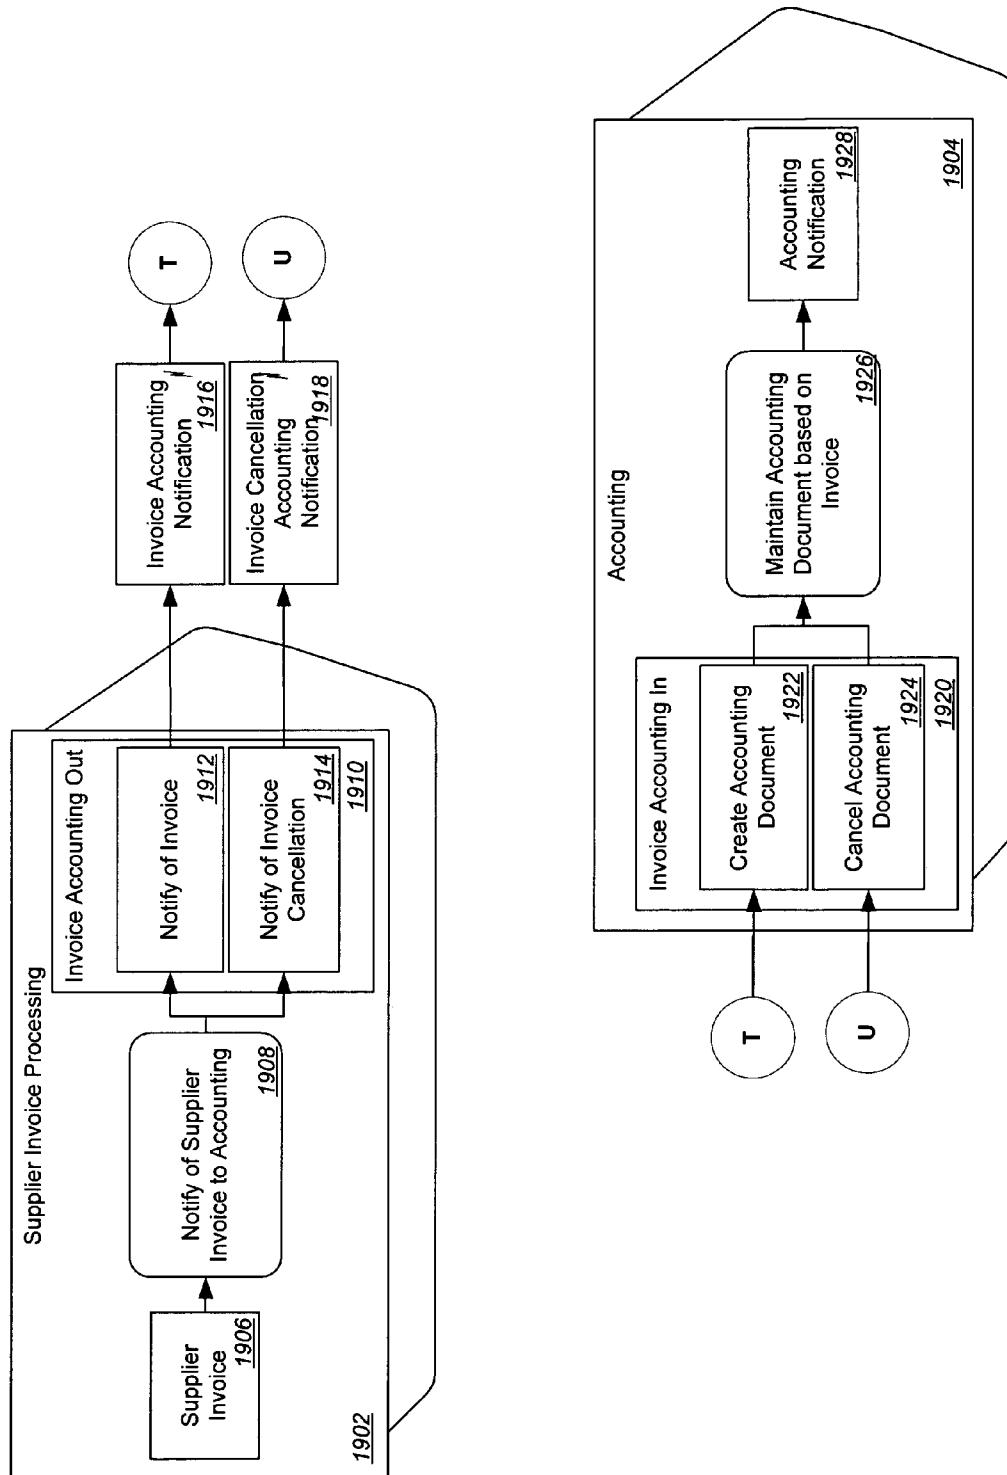 Supplier Invoice Processing
Supplier
Invoice
1906
Notify of Supplier
Invoice to Accounting
1908
Invoice Accounting Out
Notify of Invoice
1912
Notify of Invoice
Cancellation
1914
1910
1902
Invoice Accounting
Notification
1916
Invoice Cancellation
Accounting
Notification
1918
T
U
T
U
Accounting
Invoice Accounting In
Create Accounting
Document
1922
Cancel Accounting
Document
1924
1920
Maintain Accounting
Document based on
Invoice
1926
Accounting
Notification
1928
1904